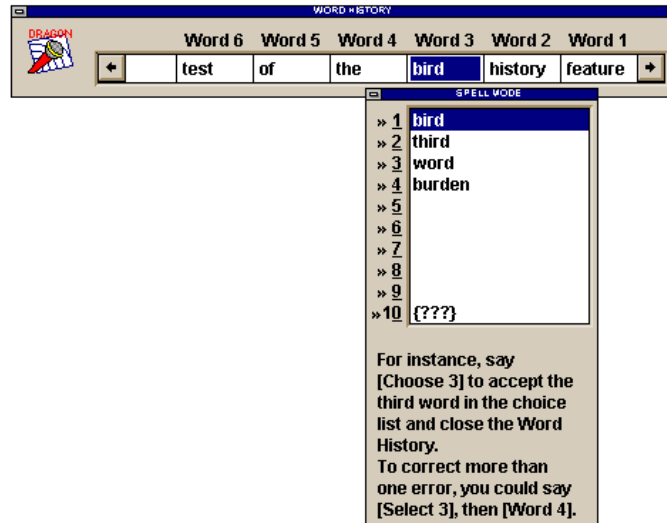 WORD HISTORY
DRAGON
Word 6 Word 5 Word 4 Word 3 Word 2 Word 1
test of the bird history feature
SPELL MODE
» 1 bird
» 2 third
» 3 word
» 4 burden
» 5
» 6
» 7
» 8
» 9
»10 {???}
For instance, say
[Choose 3] to accept the
third word in the choice
list and close the Word
History.
To correct more than
one error, you could say
[Select 3], then [Word 4].